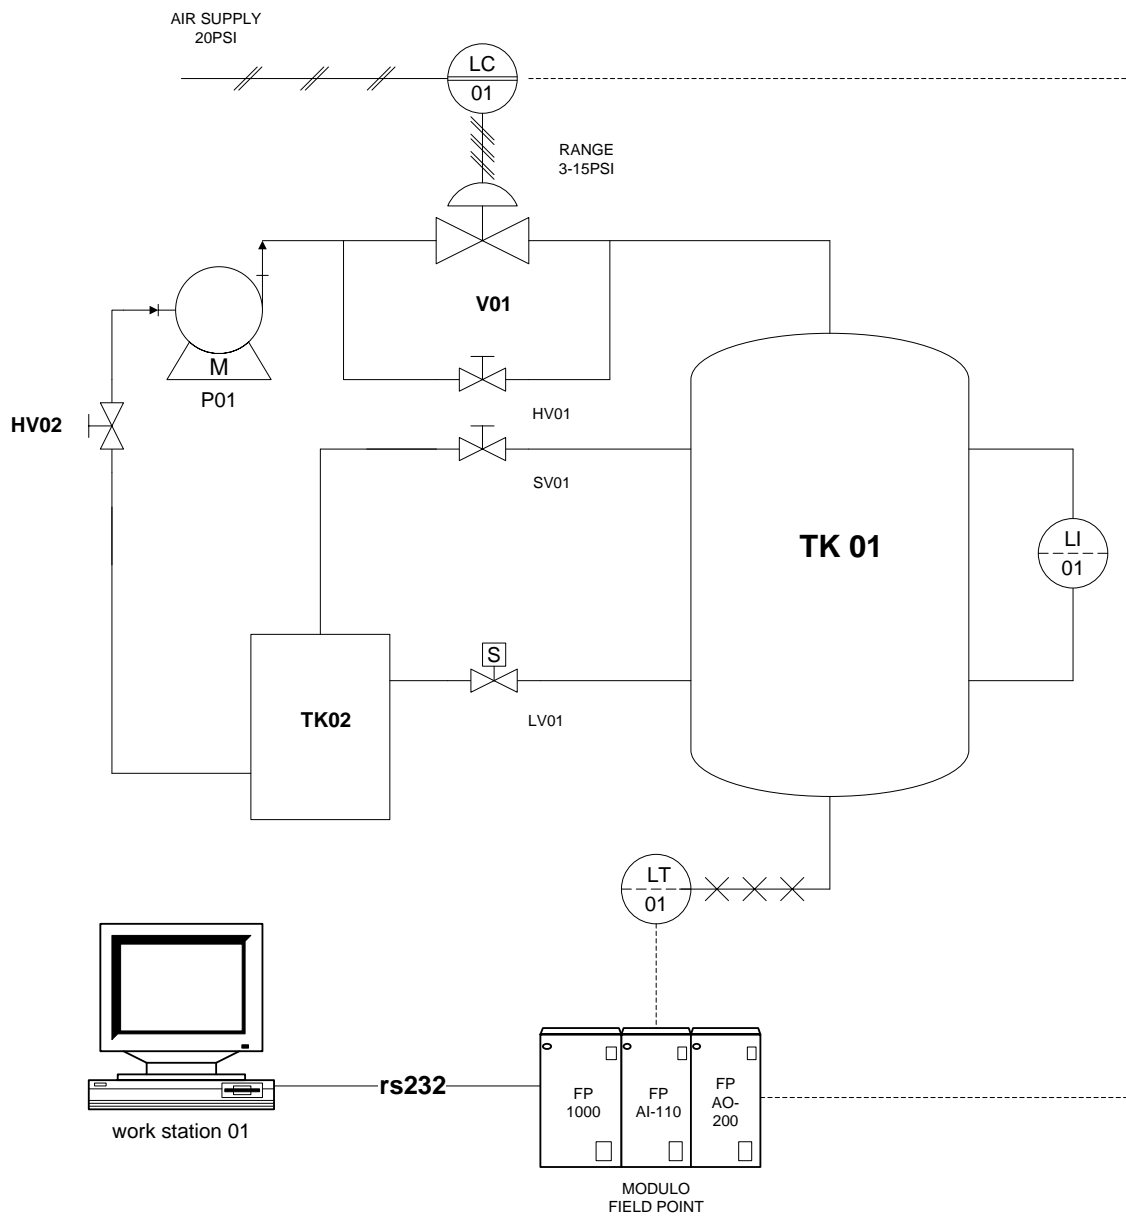 AIR SUPPLY
20PSI
LC
01
RANGE
3-15PSI
V01
M
P01
HV02
HV01
SV01
TK 01
LI
01
S
TK02
LV01
LT
01
rs232
FP
1000
FP
AI-110
FP
AO-
200
work station 01
MODULO
FIELD POINT